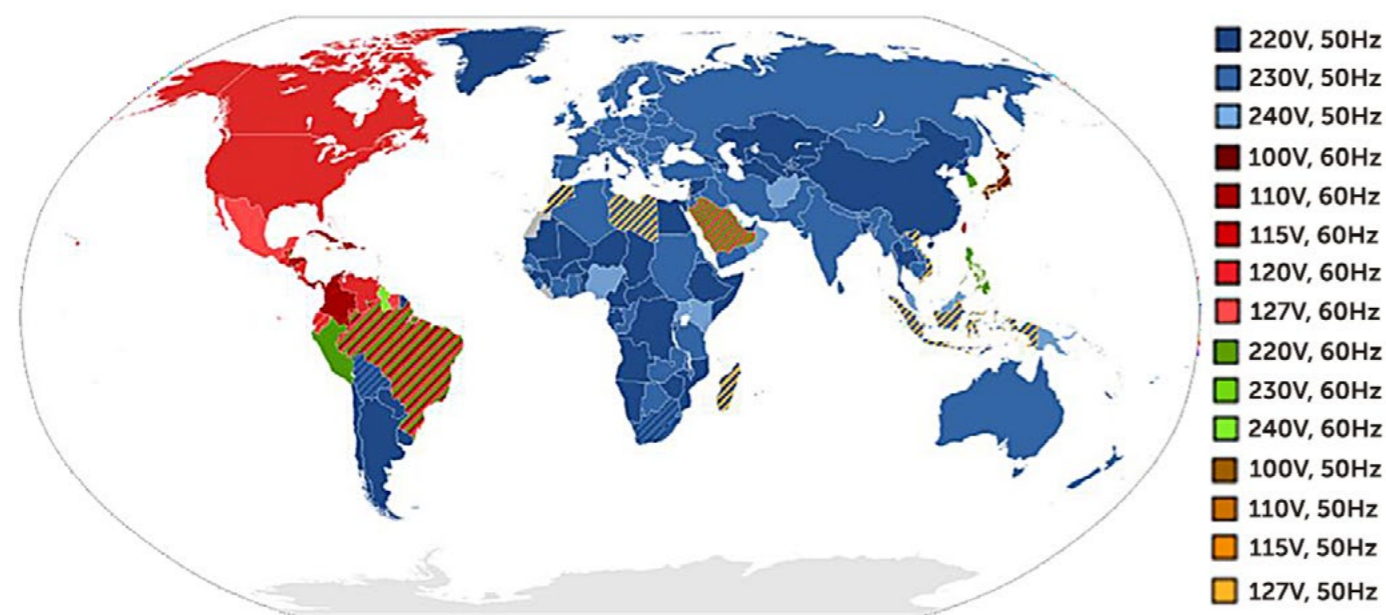 220V, 50Hz
230V, 50Hz
240V, 50Hz
100V, 60Hz
110V, 60Hz
115V, 60Hz
120V, 60Hz
127V, 60Hz
220V, 60Hz
230V, 60Hz
240V, 60Hz
100V, 50Hz
110V, 50Hz
115V, 50Hz
127V, 50Hz